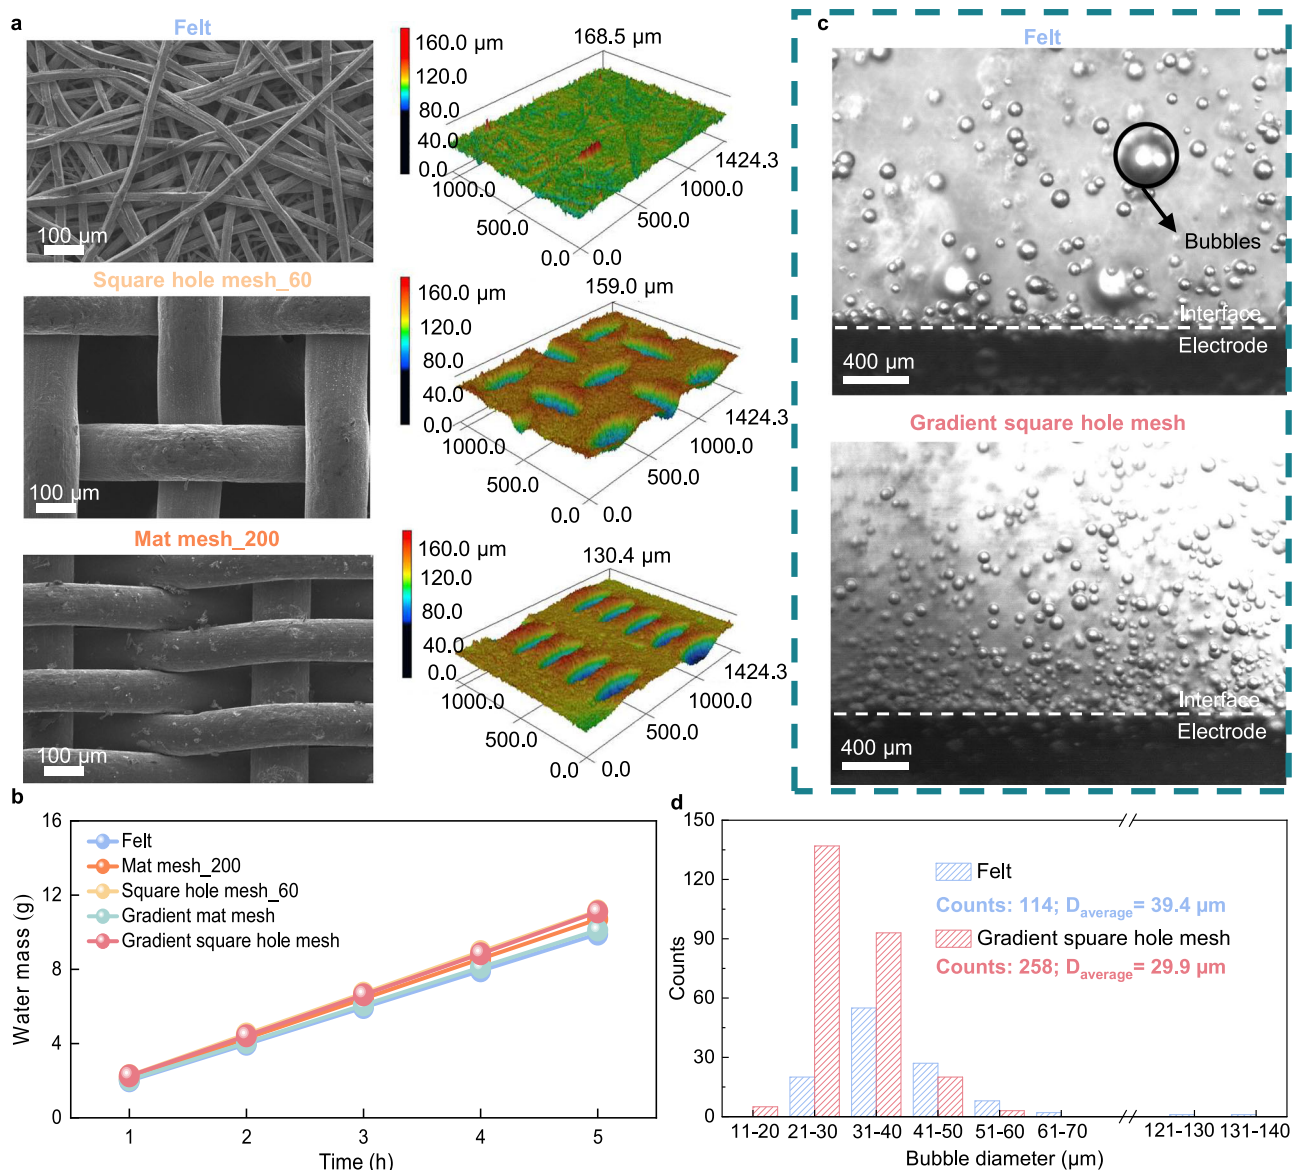 a
Felt
100 µm
160.0 µm
120.0
80.0
40.0
0.0
168.5 µm
1424.3
1000.0
500.0
0.0
1000.0
500.0
0.0
Square hole mesh_60
100 µm
160.0 µm
120.0
80.0
40.0
0.0
159.0 µm
1424.3
1000.0
500.0
0.0
1000.0
500.0
0.0
Mat mesh_200
100 µm
160.0 µm
120.0
80.0
40.0
0.0
130.4 µm
1424.3
1000.0
500.0
0.0
1000.0
500.0
0.0
c
Felt
Bubbles
Interface
Electrode
400 µm
Gradient square hole mesh
Interface
Electrode
400 µm
b
Water mass (g)
16
12
8
4
0
Felt
Mat mesh_200
Square hole mesh_60
Gradient mat mesh
Gradient square hole mesh
1 2 3 4 5
Time (h)
d
Counts
150
120
90
60
30
0
Felt
Counts: 114; Daverage= 39.4 µm
Gradient spuare hole mesh
Counts: 258; Daverage= 29.9 µm
11-20 21-30 31-40 41-50 51-60 61-70 121-130 131-140
Bubble diameter (µm)